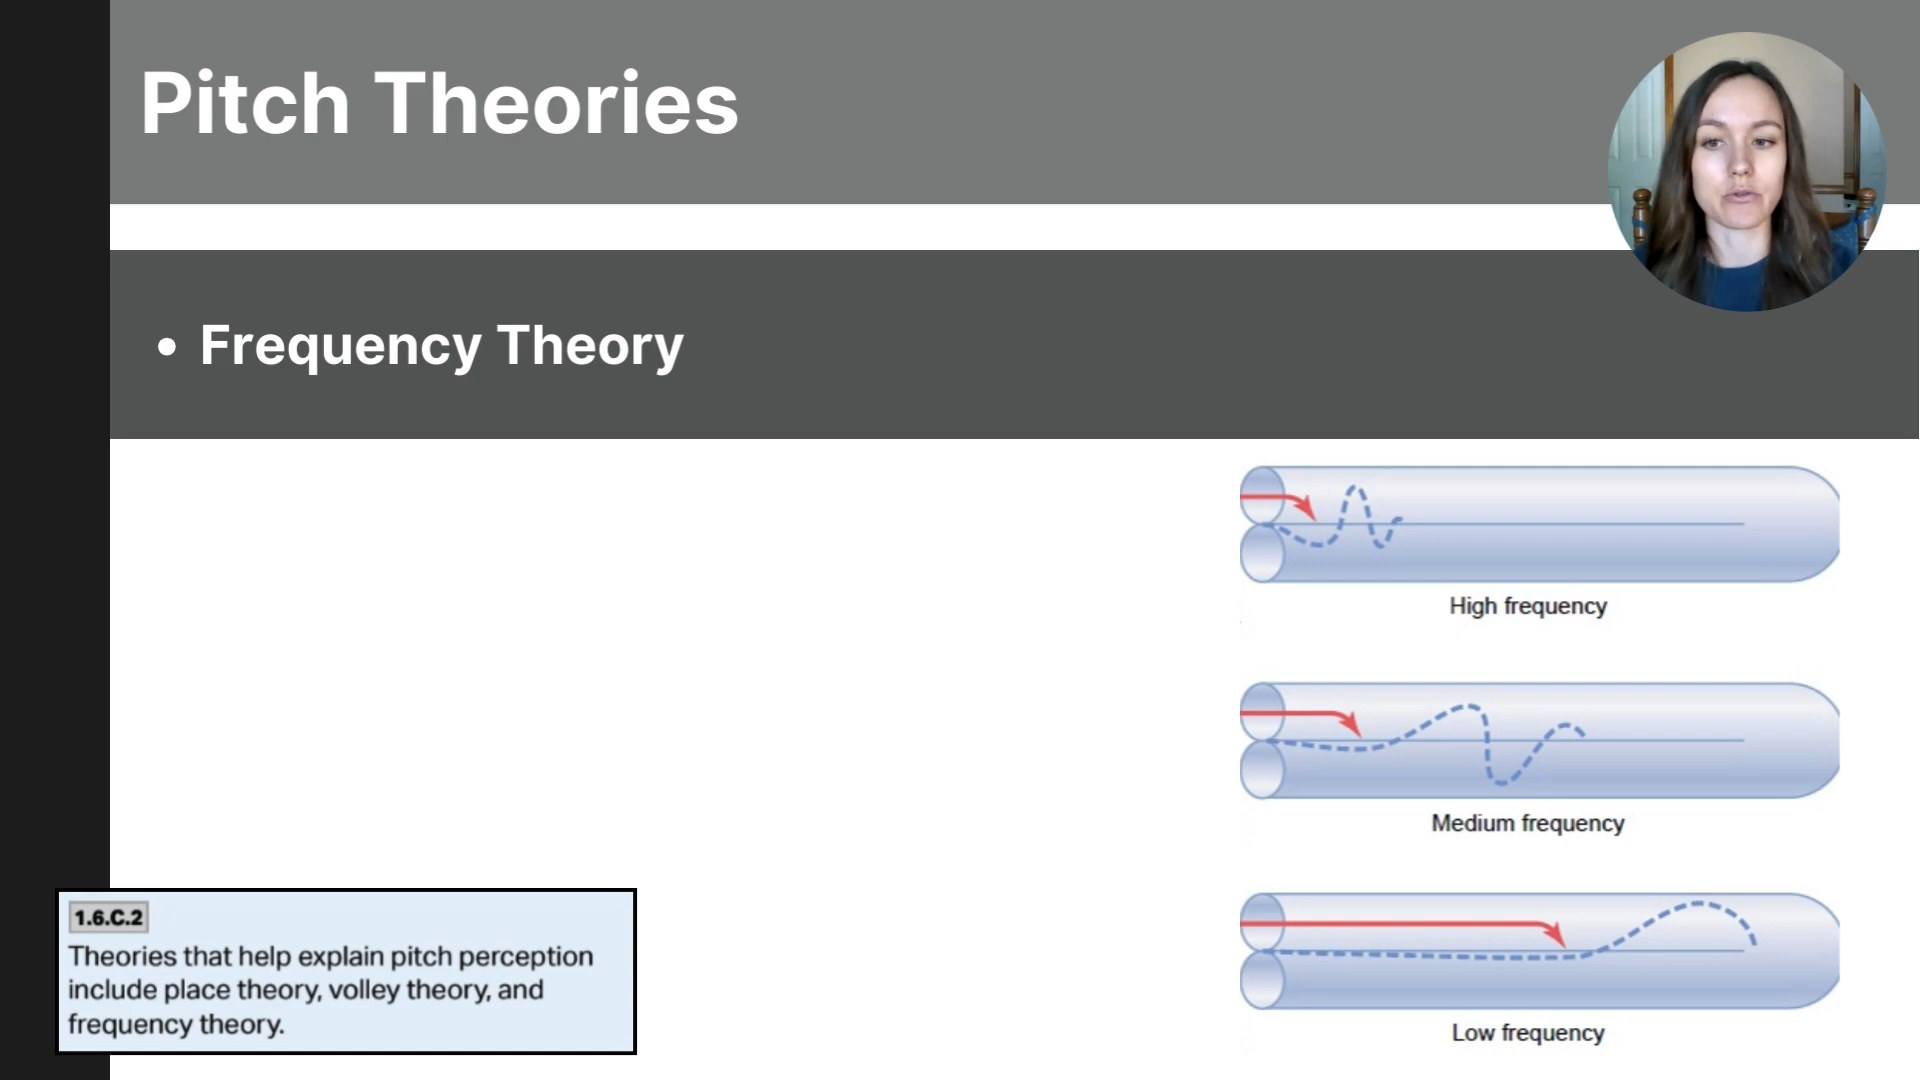 Pitch Theories
• Frequency Theory
High frequency
Medium frequency
Low frequency
1.6.C.2
Theories that help explain pitch perception
include place theory, volley theory, and
frequency theory.